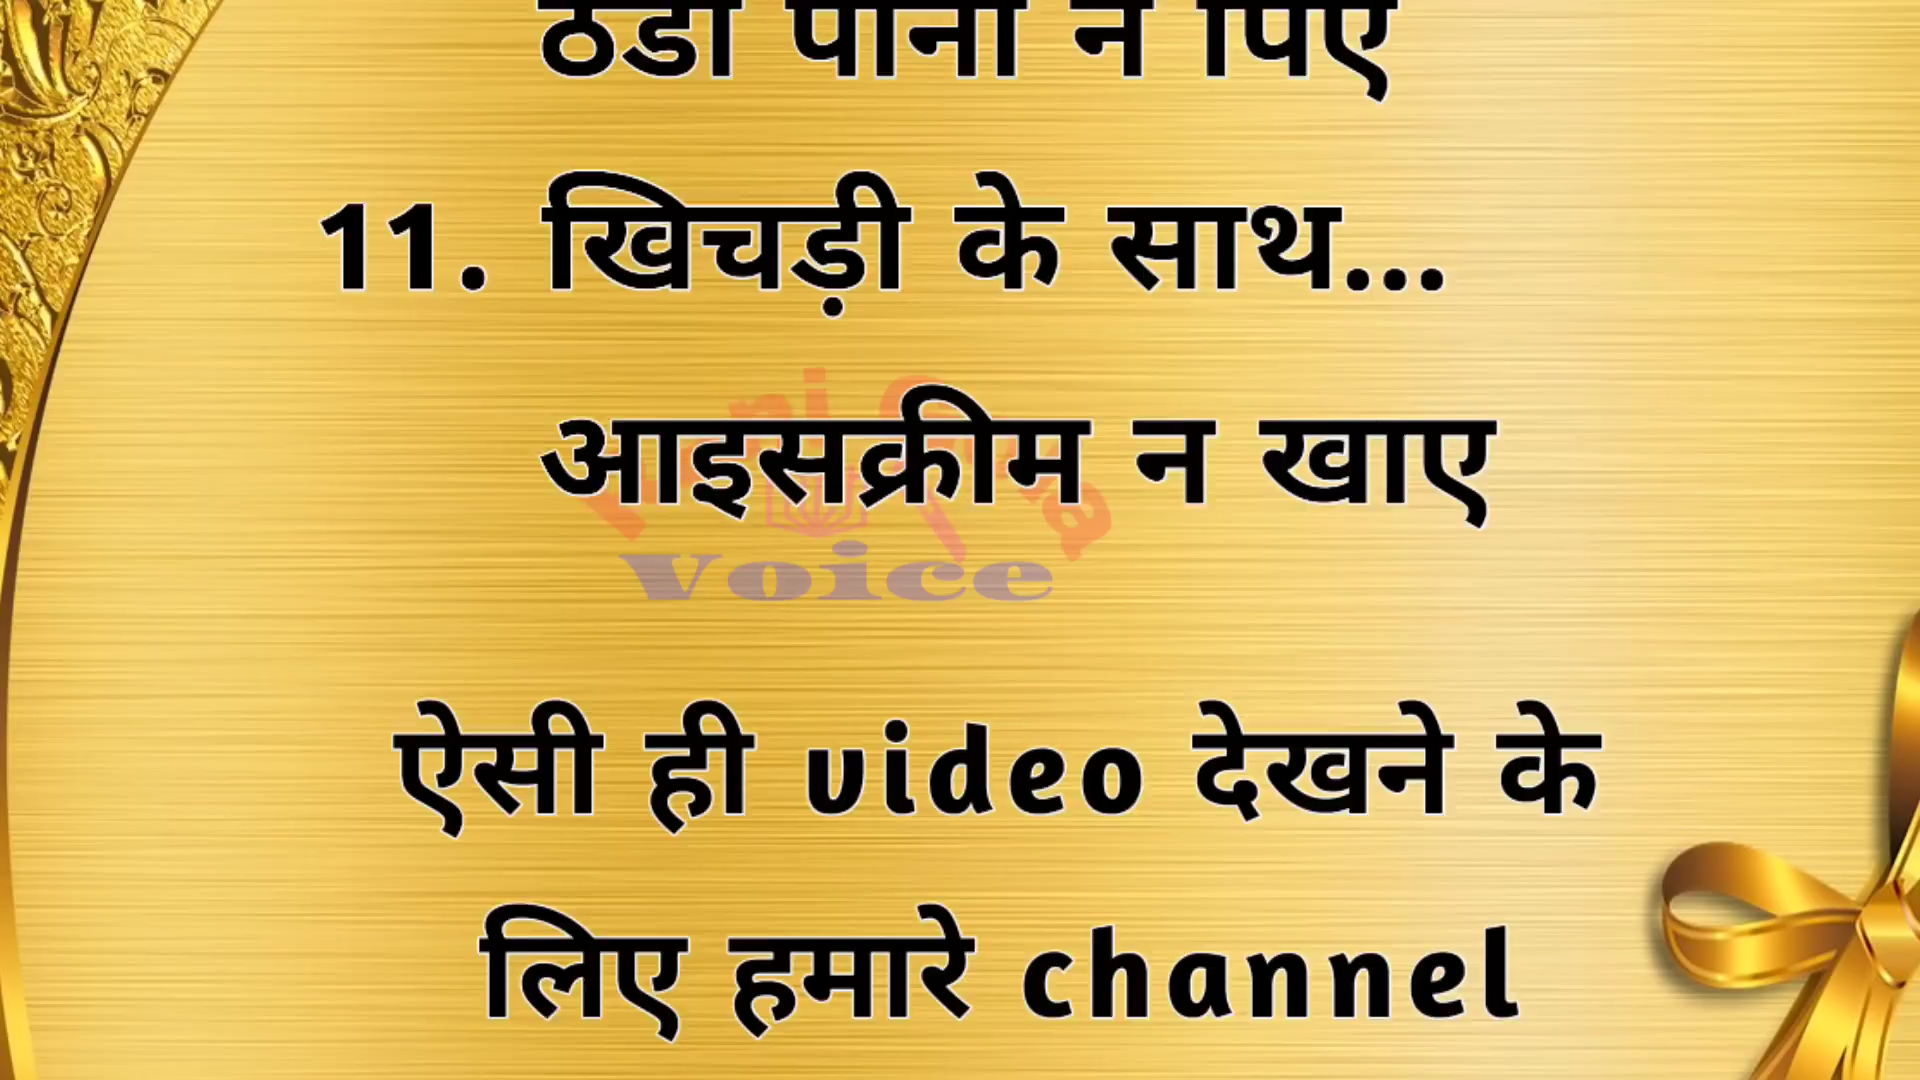 ठंडा पानी न पिए
11. खिचड़ी के साथ...
आइसक्रीम न खाए
Voice
ऐसी ही video देखने के
लिए हमारे channel